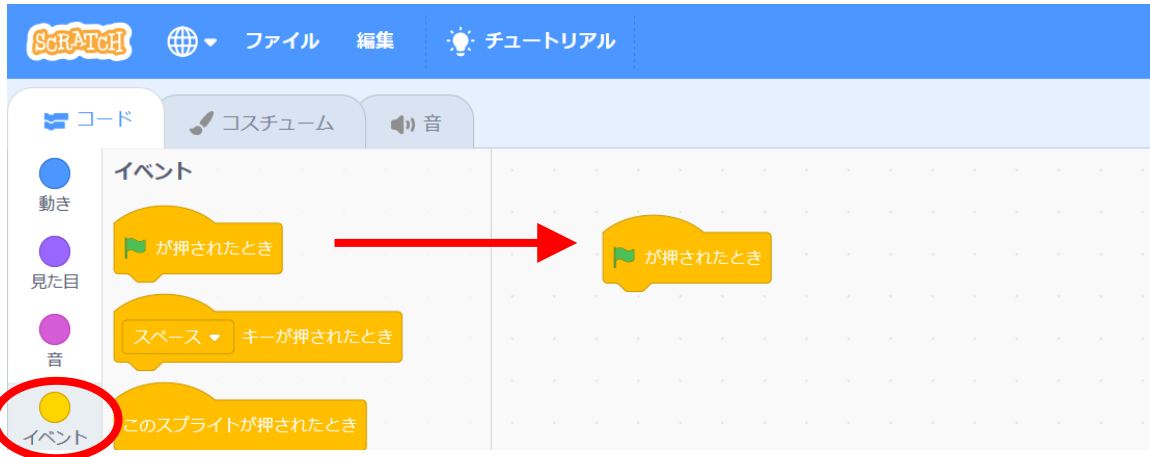 SCRATCH ファイル 編集 チュートリアル
コード コスチューム 音
動き
見た目
音
イベント
イベント
が押されたとき
スペース キーが押されたとき
このスプライトが押されたとき
が押されたとき